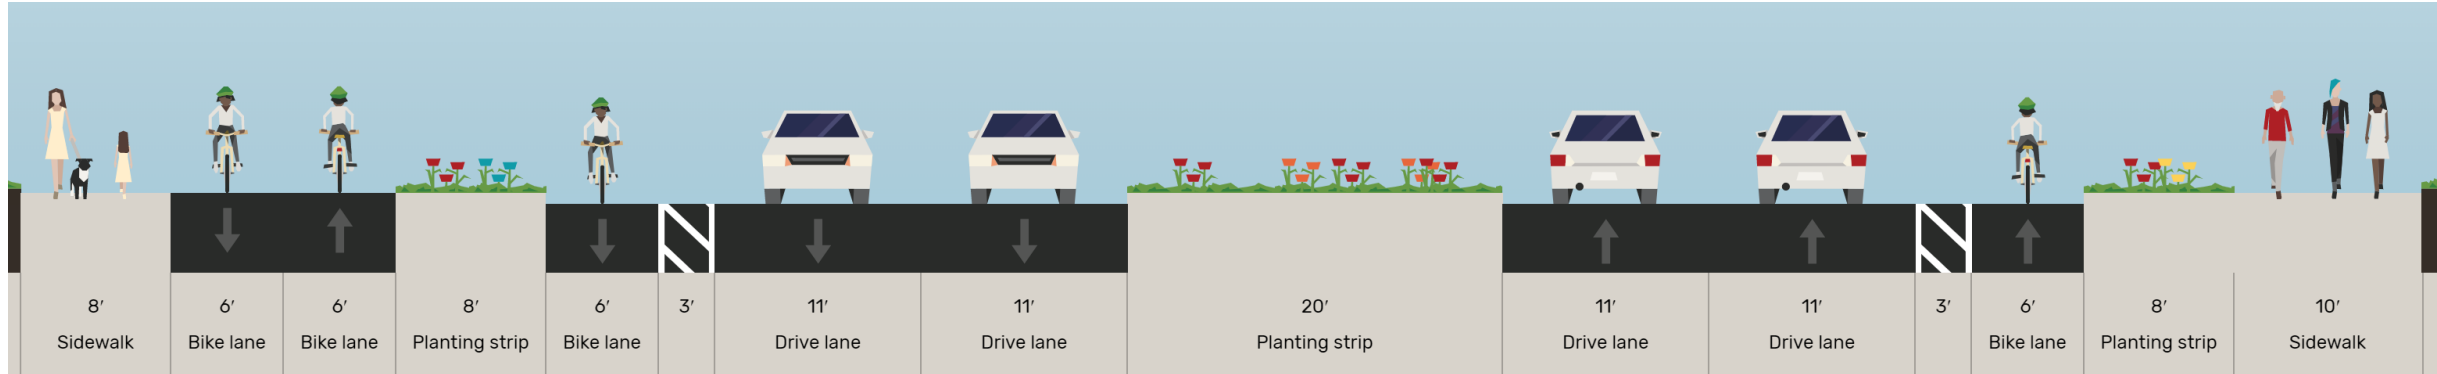 8′ 6′ 6′ 8′ 6′ 3′ 11′ 11′ 20′ 11′ 11′ 3′ 6′ 8′ 10′
Sidewalk Bike lane Bike lane Planting strip Bike lane Drive lane Drive lane Planting strip Drive lane Drive lane Bike lane Planting strip Sidewalk